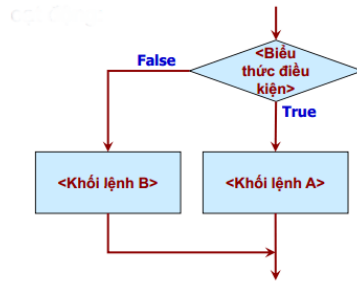 <Biểu
thức điều
kiện>
False
True
<Khối lệnh B>
<Khối lệnh A>